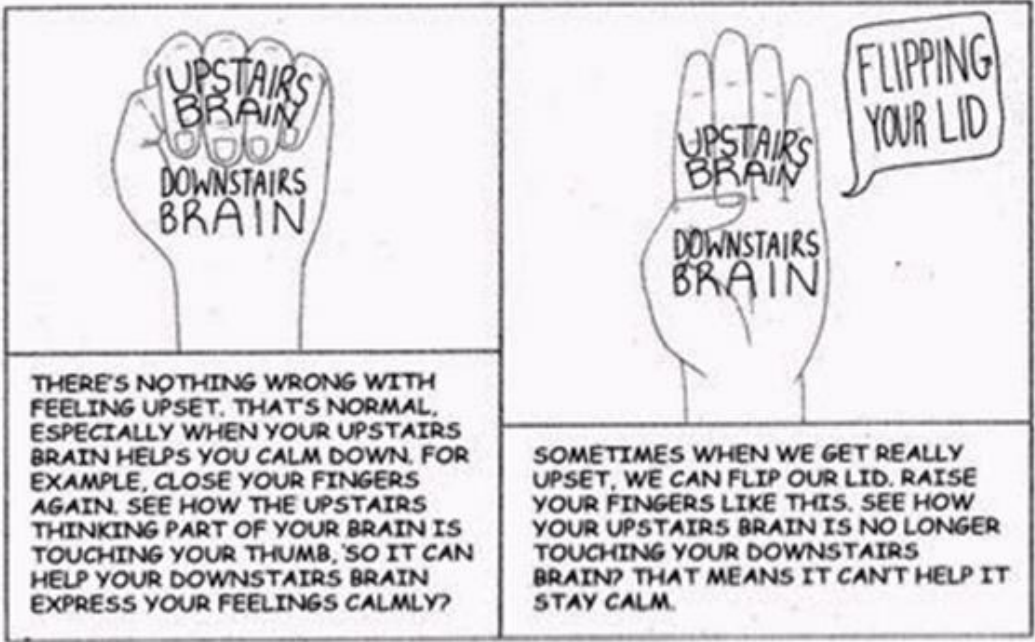 UPSTAIRS
BRAIN
DOWNSTAIRS
BRAIN
THERE'S NOTHING WRONG WITH
FEELING UPSET. THAT'S NORMAL,
ESPECIALLY WHEN YOUR UPSTAIRS
BRAIN HELPS YOU CALM DOWN. FOR
EXAMPLE, CLOSE YOUR FINGERS
AGAIN. SEE HOW THE UPSTAIRS
THINKING PART OF YOUR BRAIN IS
TOUCHING YOUR THUMB, SO IT CAN
HELP YOUR DOWNSTAIRS BRAIN
EXPRESS YOUR FEELINGS CALMLY?
FLIPPING
YOUR LID
UPSTAIRS
BRAIN
DOWNSTAIRS
BRAIN
SOMETIMES WHEN WE GET REALLY
UPSET, WE CAN FLIP OUR LID. RAISE
YOUR FINGERS LIKE THIS. SEE HOW
YOUR UPSTAIRS BRAIN IS NO LONGER
TOUCHING YOUR DOWNSTAIRS
BRAIN? THAT MEANS IT CAN'T HELP IT
STAY CALM.